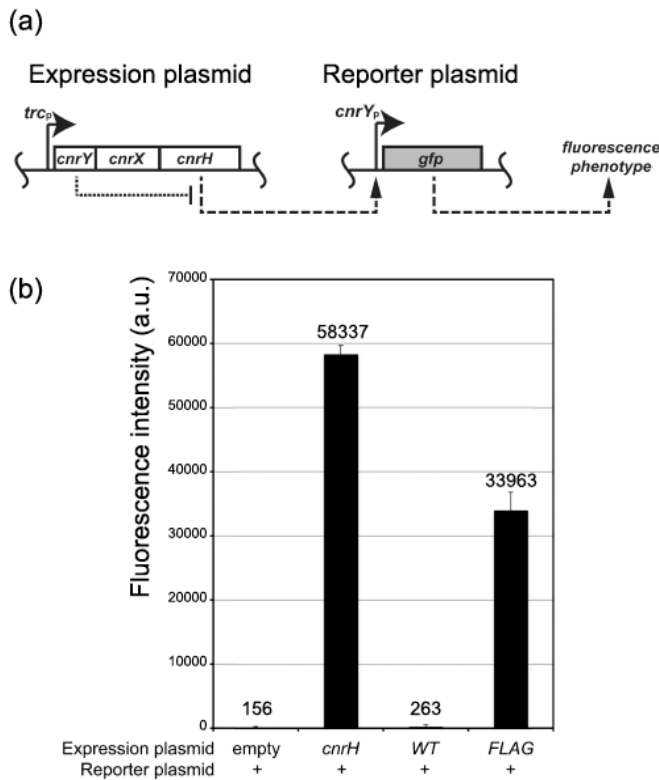 (a)
Expression plasmid Reporter plasmid
trcp cnrYp
cnrY cnrX cnrH gfp
fluorescence
phenotype
(b)
Fluorescence intensity (a.u.)
70000
60000
50000
40000
30000
20000
10000
0
156 58337 263 33963
Expression plasmid empty cnrH WT FLAG
Reporter plasmid + + + +